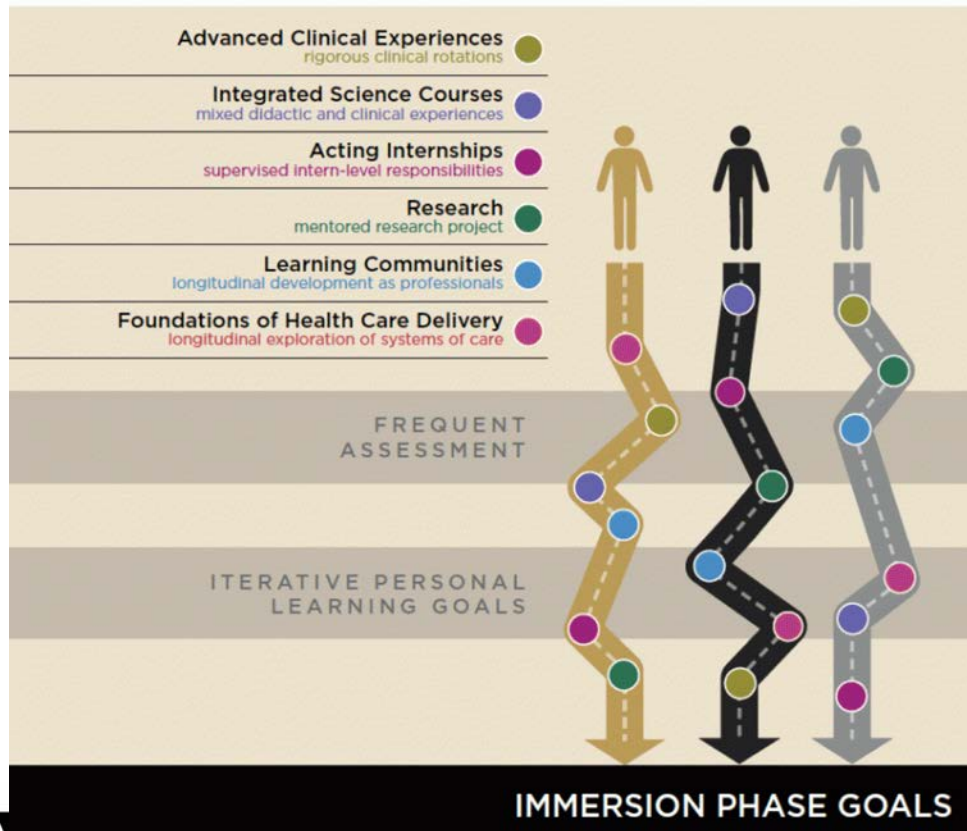 Advanced Clinical Experiences
rigorous clinical rotations
Integrated Science Courses
mixed didactic and clinical experiences
Acting Internships
supervised intern-level responsibilities
Research
mentored research project
Learning Communities
longitudinal development as professionals
Foundations of Health Care Delivery
longitudinal exploration of systems of care
FREQUENT
ASSESSMENT
ITERATIVE PERSONAL
LEARNING GOALS
IMMERSION PHASE GOALS